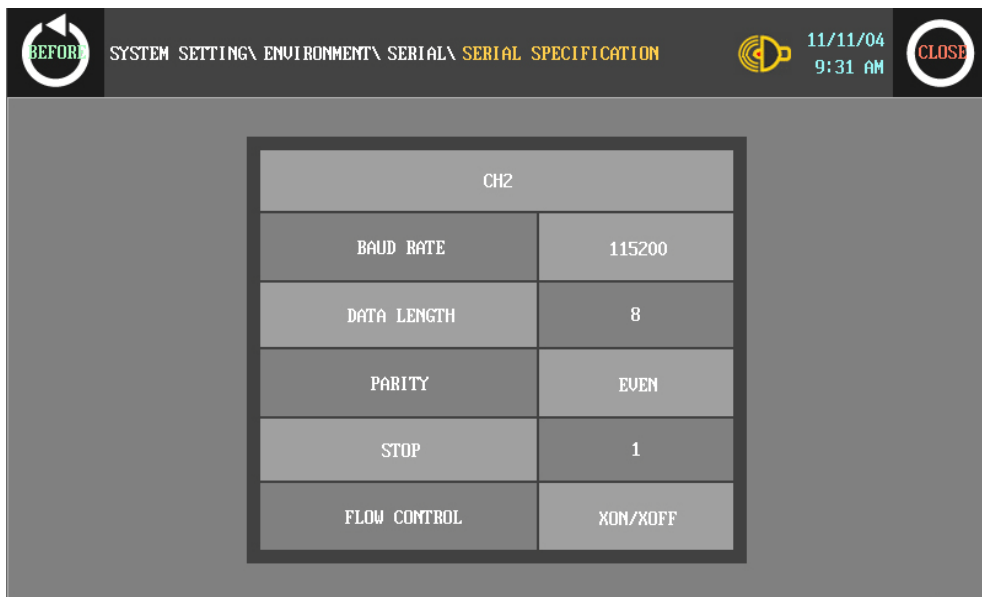 BEFORE
SYSTEM SETTING\ ENVIRONMENT\ SERIAL\ SERIAL SPECIFICATION
11/11/04
9:31 AM
CLOSE
CH2
BAUD RATE 115200
DATA LENGTH 8
PARITY EVEN
STOP 1
FLOW CONTROL XON/XOFF